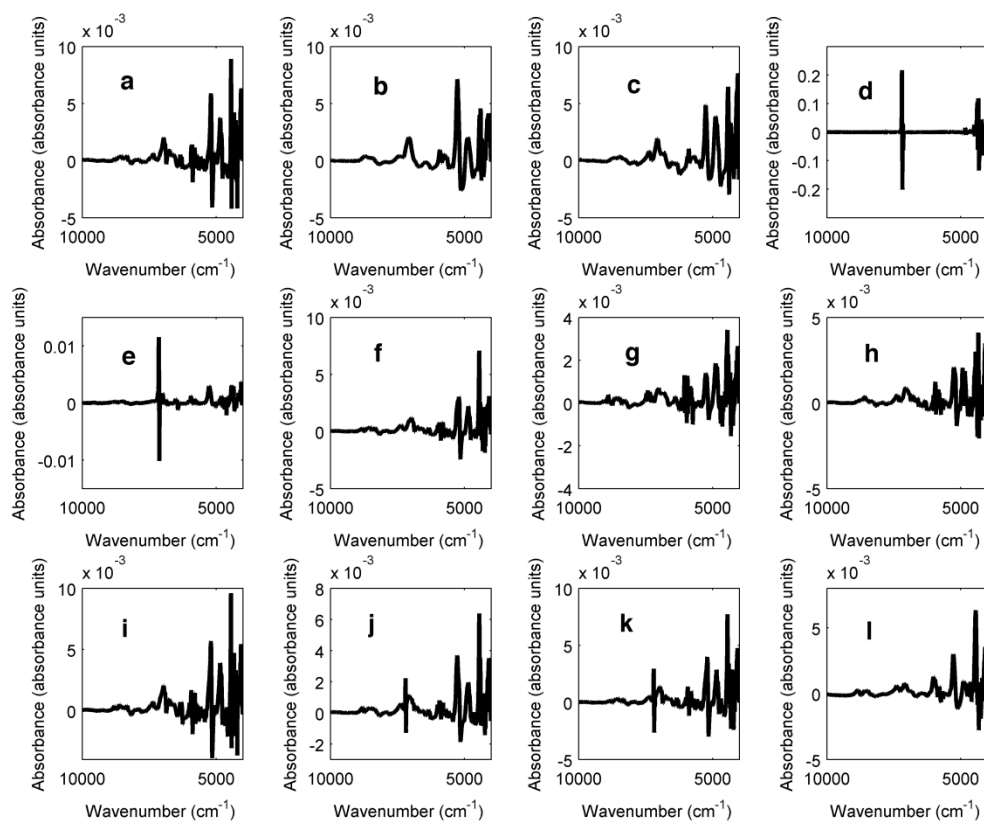 x 10⁻³
a
Absorbance (absorbance units)
10
5
0
-5
10000 5000
Wavenumber (cm⁻¹)
x 10⁻³
b
Absorbance (absorbance units)
10
5
0
-5
10000 5000
Wavenumber (cm⁻¹)
x 10⁻³
c
Absorbance (absorbance units)
10
5
0
-5
10000 5000
Wavenumber (cm⁻¹)
d
Absorbance (absorbance units)
0.2
0.1
0
-0.1
-0.2
10000 5000
Wavenumber (cm⁻¹)
e
Absorbance (absorbance units)
0.01
0
-0.01
10000 5000
Wavenumber (cm⁻¹)
x 10⁻³
f
Absorbance (absorbance units)
10
5
0
-5
10000 5000
Wavenumber (cm⁻¹)
x 10⁻³
g
Absorbance (absorbance units)
4
2
0
-2
-4
10000 5000
Wavenumber (cm⁻¹)
x 10⁻³
h
Absorbance (absorbance units)
5
0
-5
10000 5000
Wavenumber (cm⁻¹)
x 10⁻³
i
Absorbance (absorbance units)
10
5
0
10000 5000
Wavenumber (cm⁻¹)
x 10⁻³
j
Absorbance (absorbance units)
8
6
4
2
0
-2
10000 5000
Wavenumber (cm⁻¹)
x 10⁻³
k
Absorbance (absorbance units)
10
5
0
-5
10000 5000
Wavenumber (cm⁻¹)
x 10⁻³
l
Absorbance (absorbance units)
10
5
0
-5
10000 5000
Wavenumber (cm⁻¹)